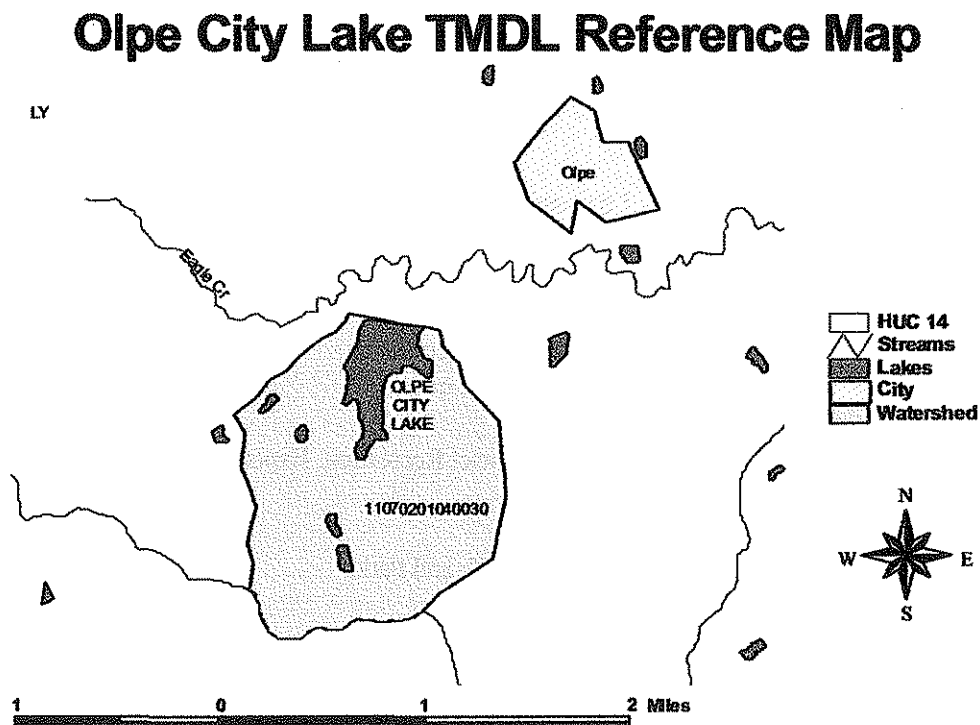 Olpe City Lake TMDL Reference Map
LY
Olpe
Eagle Cr
HUC 14
Streams
Lakes
City
Watershed
OLPE
CITY
LAKE
11070201040030
N
W E
S
1 0 1 2 Miles